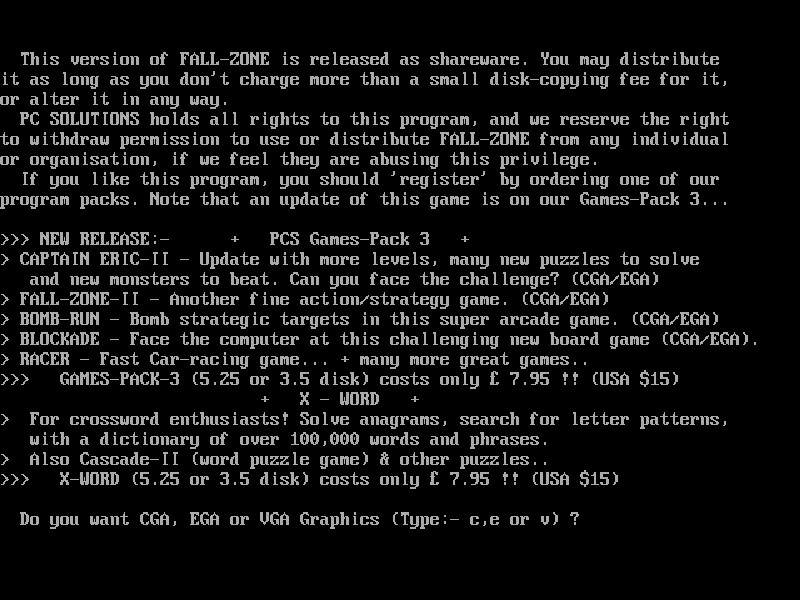 This version of FALL-ZONE is released as shareware. You may distribute
it as long as you don't charge more than a small disk-copying fee for it,
or alter it in any way.
PC SOLUTIONS holds all rights to this program, and we reserve the right
to withdraw permission to use or distribute FALL-ZONE from any individual
or organisation, if we feel they are abusing this privilege.
If you like this program, you should 'register' by ordering one of our
program packs. Note that an update of this game is on our Games-Pack 3...
>>> NEW RELEASE:-      +   PCS Games-Pack 3   +
> CAPTAIN ERIC-II - Update with more levels, many new puzzles to solve
and new monsters to beat. Can you face the challenge? (CGA/EGA)
> FALL-ZONE-II - Another fine action/strategy game. (CGA/EGA)
> BOMB-RUN - Bomb strategic targets in this super arcade game. (CGA/EGA)
> BLOCKADE - Face the computer at this challenging new board game (CGA/EGA).
> RACER - Fast Car-racing game... + many more great games..
>>>   GAMES-PACK-3 (5.25 or 3.5 disk) costs only £ 7.95 !! (USA $15)
+   X - WORD   +
>  For crossword enthusiasts! Solve anagrams, search for letter patterns,
with a dictionary of over 100,000 words and phrases.
>  Also Cascade-II (word puzzle game) & other puzzles..
>>>   X-WORD (5.25 or 3.5 disk) costs only £ 7.95 !! (USA $15)
Do you want CGA, EGA or VGA Graphics (Type:- c,e or v) ?